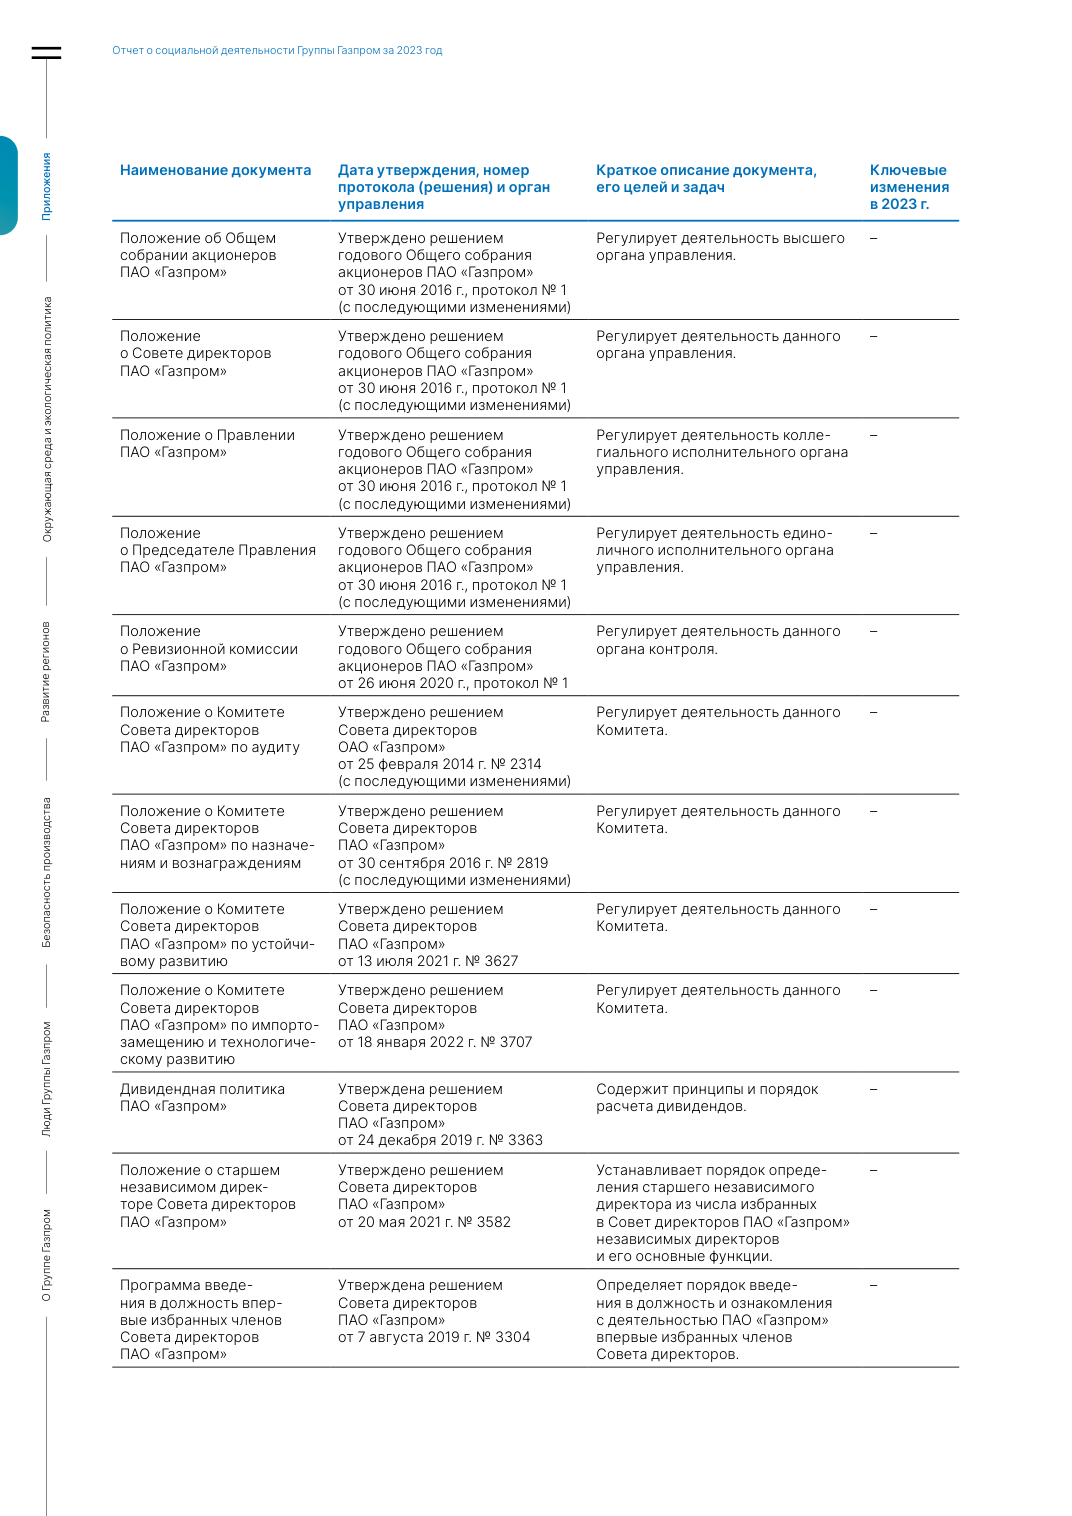 Отчет о социальной деятельности Группы Газпром за 2023 год
Приложения
Окружающая среда и экологическая политика
Развитие регионов
Безопасность производства
Люди Группы Газпром
О Группе Газпром
Наименование документа
Дата утверждения, номер
протокола (решения) и орган
управления
Краткое описание документа,
его целей и задач
Ключевые
изменения
в 2023 г.
Положение об Общем
собрании акционеров
ПАО «Газпром»
Утверждено решением
годового Общего собрания
акционеров ПАО «Газпром»
от 30 июня 2016 г., протокол № 1
(с последующими изменениями)
Регулирует деятельность высшего
органа управления.
–
Положение
о Совете директоров
ПАО «Газпром»
Утверждено решением
годового Общего собрания
акционеров ПАО «Газпром»
от 30 июня 2016 г., протокол № 1
(с последующими изменениями)
Регулирует деятельность данного
органа управления.
–
Положение о Правлении
ПАО «Газпром»
Утверждено решением
годового Общего собрания
акционеров ПАО «Газпром»
от 30 июня 2016 г., протокол № 1
(с последующими изменениями)
Регулирует деятельность колле-
гиального исполнительного органа
управления.
–
Положение
о Председателе Правления
ПАО «Газпром»
Утверждено решением
годового Общего собрания
акционеров ПАО «Газпром»
от 30 июня 2016 г., протокол № 1
(с последующими изменениями)
Регулирует деятельность едино-
личного исполнительного органа
управления.
–
Положение
о Ревизионной комиссии
ПАО «Газпром»
Утверждено решением
годового Общего собрания
акционеров ПАО «Газпром»
от 26 июня 2020 г., протокол № 1
Регулирует деятельность данного
органа контроля.
–
Положение о Комитете
Совета директоров
ПАО «Газпром» по аудиту
Утверждено решением
Совета директоров
ОАО «Газпром»
от 25 февраля 2014 г. № 2314
(с последующими изменениями)
Регулирует деятельность данного
Комитета.
–
Положение о Комитете
Совета директоров
ПАО «Газпром» по назначе-
ниям и вознаграждениям
Утверждено решением
Совета директоров
ПАО «Газпром»
от 30 сентября 2016 г. № 2819
(с последующими изменениями)
Регулирует деятельность данного
Комитета.
–
Положение о Комитете
Совета директоров
ПАО «Газпром» по устойчи-
вому развитию
Утверждено решением
Совета директоров
ПАО «Газпром»
от 13 июля 2021 г. № 3627
Регулирует деятельность данного
Комитета.
–
Положение о Комитете
Совета директоров
ПАО «Газпром» по импорто-
замещению и технологиче-
скому развитию
Утверждено решением
Совета директоров
ПАО «Газпром»
от 18 января 2022 г. № 3707
Регулирует деятельность данного
Комитета.
–
Дивидендная политика
ПАО «Газпром»
Утверждена решением
Совета директоров
ПАО «Газпром»
от 24 декабря 2019 г. № 3363
Содержит принципы и порядок
расчета дивидендов.
–
Положение о старшем
независимом дирек-
торе Совета директоров
ПАО «Газпром»
Утверждено решением
Совета директоров
ПАО «Газпром»
от 20 мая 2021 г. № 3582
Устанавливает порядок опреде-
ления старшего независимого
директора из числа избранных
в Совет директоров ПАО «Газпром»
независимых директоров
и его основные функции.
–
Программа введе-
ния в должность впер-
вые избранных членов
Совета директоров
ПАО «Газпром»
Утверждена решением
Совета директоров
ПАО «Газпром»
от 7 августа 2019 г. № 3304
Определяет порядок введе-
ния в должность и ознакомления
с деятельностью ПАО «Газпром»
впервые избранных членов
Совета директоров.
–